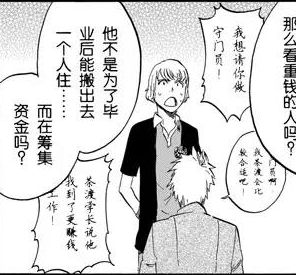 那么看重钱的人吗？
我想请你做
守门员！
他不是为了毕
业后能搬出去
一个人住……
而在筹集
资金吗？
门员啊，
我茶渡会比
较合适吧！
茶渡学长说他
找到了更赚钱
工作！